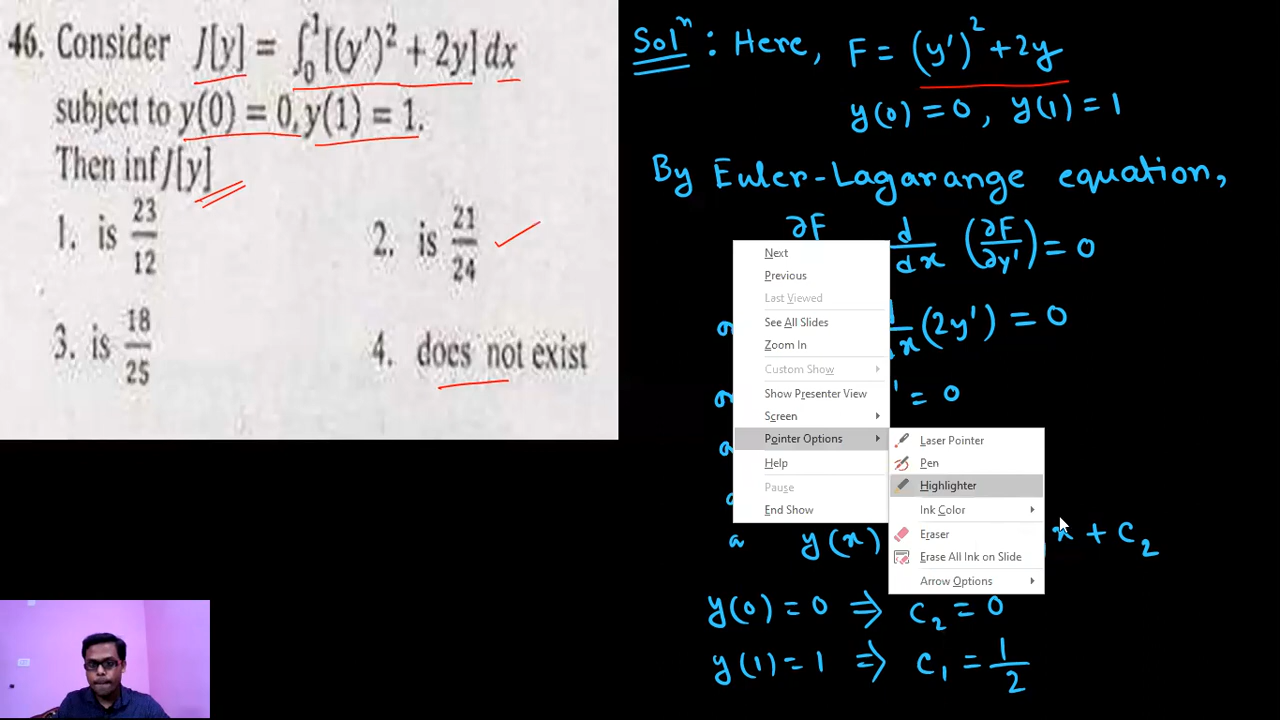 46. Consider J[y] = ∫₀¹ [(y')² + 2y] dx
subject to y(0) = 0, y(1) = 1.
Then inf J[y]
1. is 23/12
2. is 21/24
3. is 18/25
4. does not exist
Solⁿ : Here, F = (y')² + 2y
y(0) = 0, y(1) = 1
By Euler-Lagarange equation,
∂F d/dx (∂F/∂y') = 0
(2y') = 0
' = 0
y(x) x + c₂
y(0) = 0 ⇒ c₂ = 0
y(1) = 1 ⇒ c₁ = 1/2
Next
Previous
Last Viewed
See All Slides
Zoom In
Custom Show
Show Presenter View
Screen
Pointer Options
Help
Pause
End Show
Laser Pointer
Pen
Highlighter
Ink Color
Eraser
Erase All Ink on Slide
Arrow Options